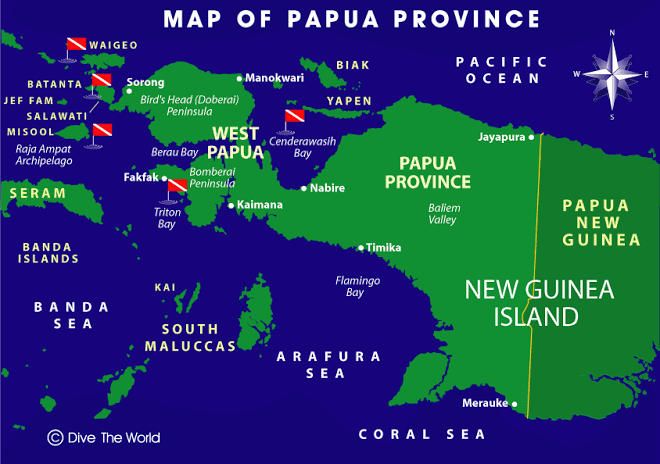 MAP OF PAPUA PROVINCE
WAIGEO
BATANTA
Sorong
JEF FAM
SALAWATI
MISOOL
Raja Ampat
Archipelago
Bird's Head (Doberai)
Peninsula
Manokwari
BIAK
YAPEN
PACIFIC
OCEAN
N
W
E
S
WEST
PAPUA
Cenderawasih
Bay
Berau Bay
Bomberai
Peninsula
Fakfak
Triton
Bay
Kaimana
Nabire
Jayapura
PAPUA
PROVINCE
Baliem
Valley
PAPUA
NEW
GUINEA
SERAM
BANDA
ISLANDS
Timika
Flamingo
Bay
NEW GUINEA
ISLAND
KAI
BANDA
SEA
SOUTH
MALUCCAS
ARAFURA
SEA
Merauke
CORAL SEA
© Dive The World